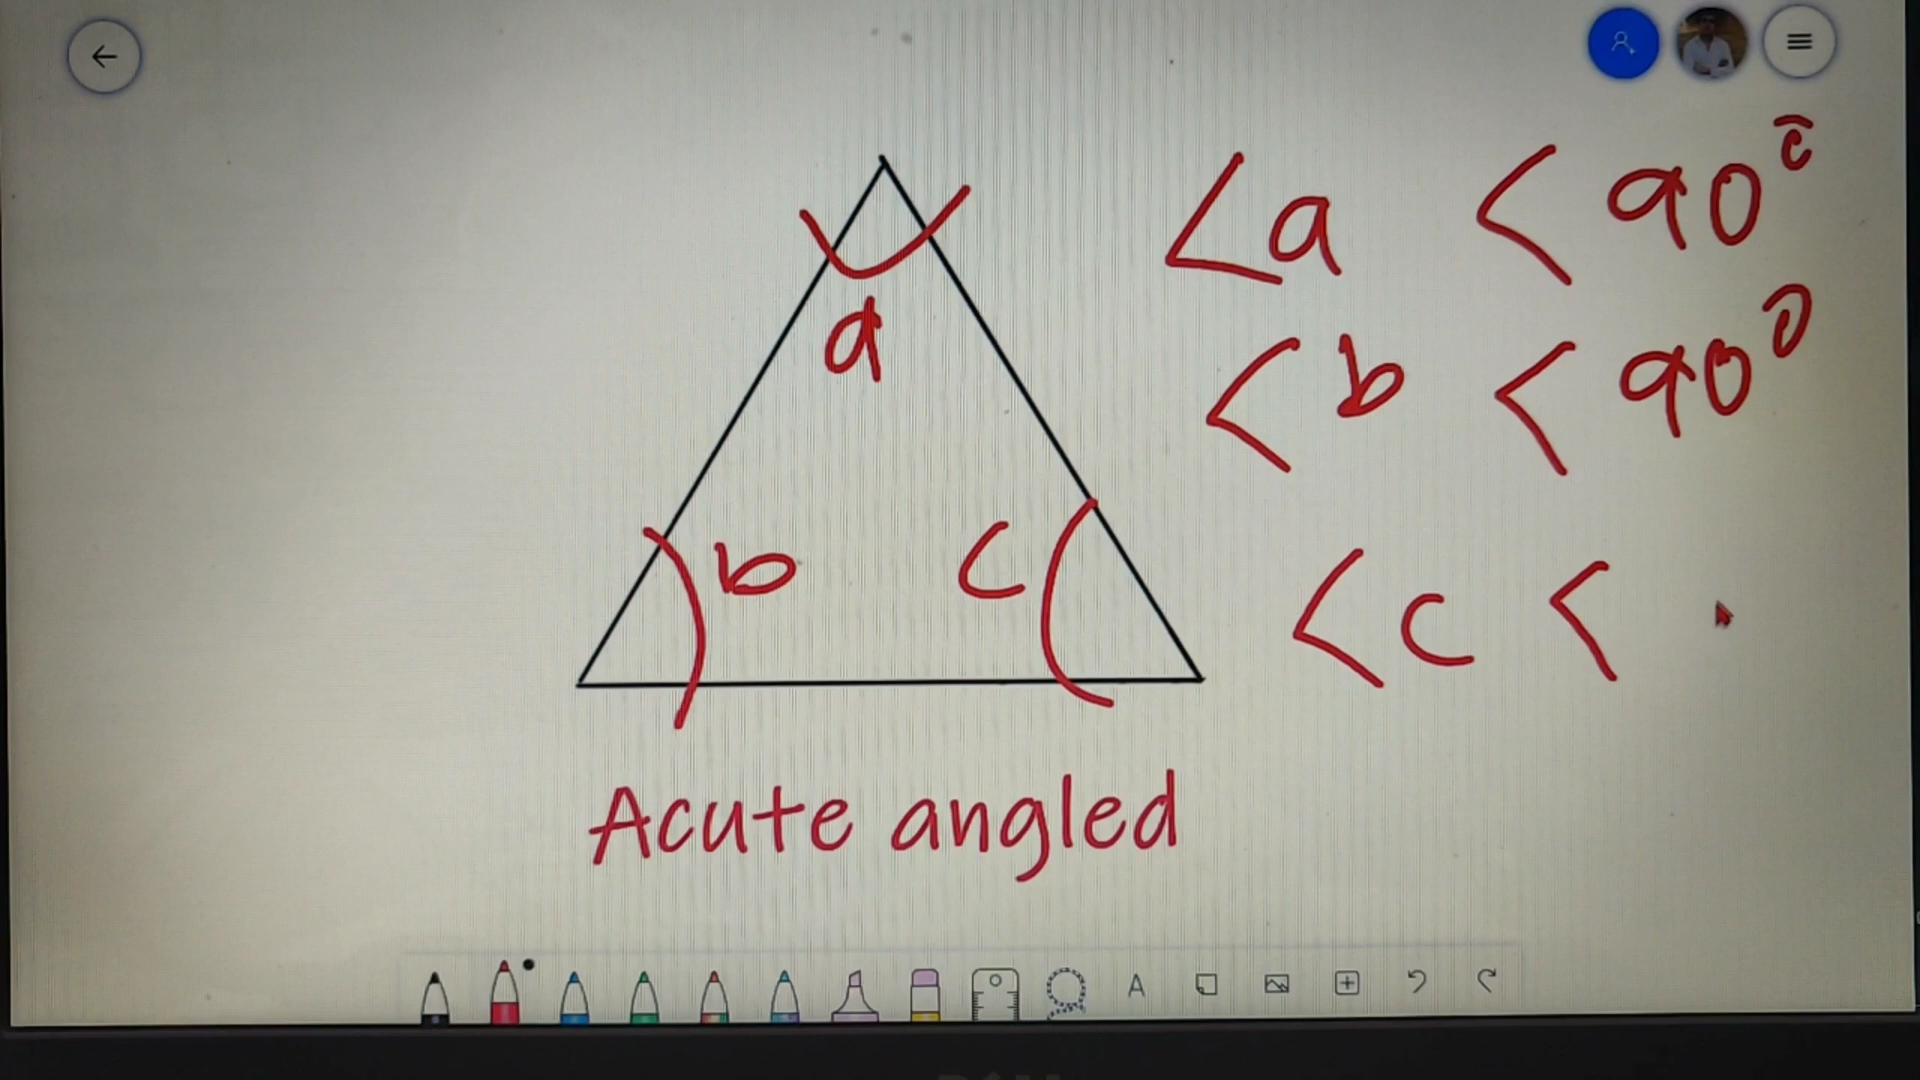 <a < 90°
a
<b < 90°
b c
<c <
Acute angled
A